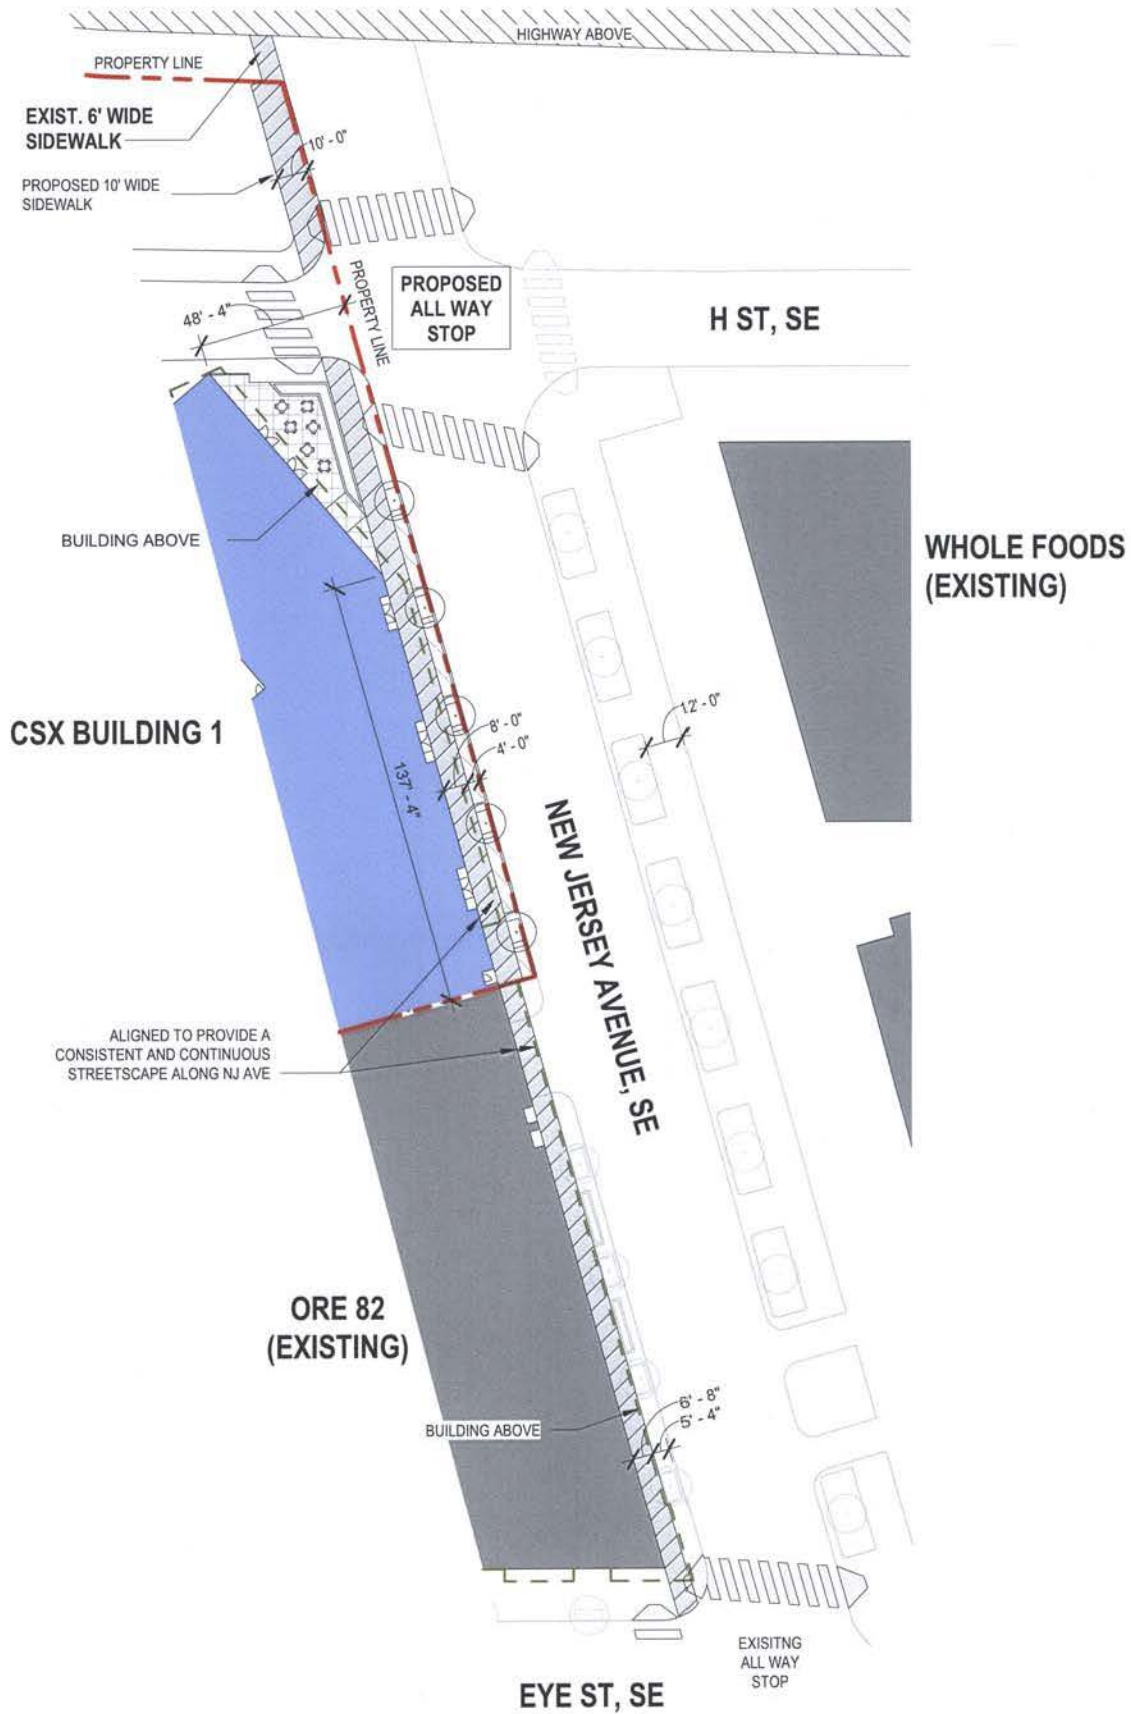 HIGHWAY ABOVE
PROPERTY LINE
EXIST. 6' WIDE
SIDEWALK
10' - 0"
PROPOSED 10' WIDE
SIDEWALK
PROPERTY LINE
PROPOSED
ALL WAY
STOP
48' - 4"
H ST, SE
BUILDING ABOVE
WHOLE FOODS
(EXISTING)
CSX BUILDING 1
12' - 0"
8' - 0"
4' - 0"
137' - 4"
NEW JERSEY AVENUE, SE
ALIGNED TO PROVIDE A
CONSISTENT AND CONTINUOUS
STREETSCAPE ALONG NJ AVE
ORE 82
(EXISTING)
6' - 8"
5' - 4"
BUILDING ABOVE
EXISITNG
ALL WAY
STOP
EYE ST, SE